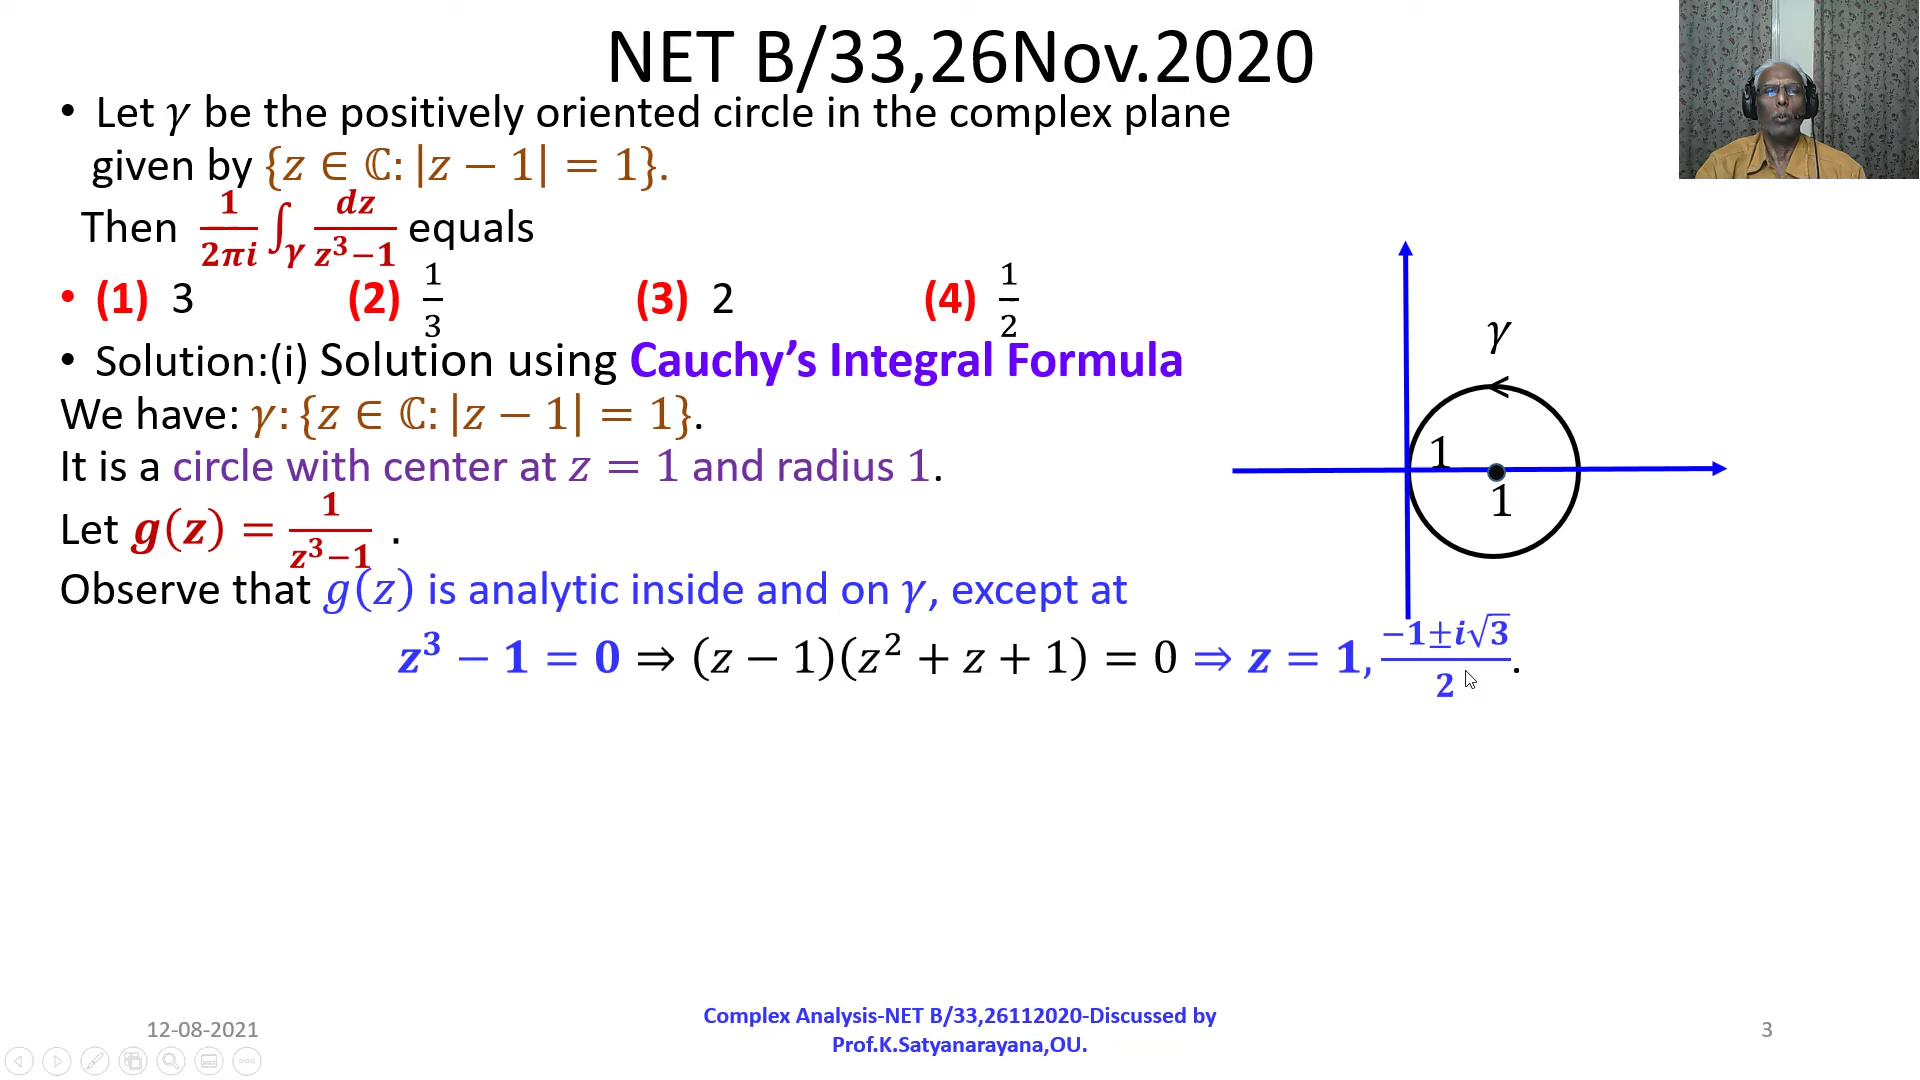 NET B/33,26Nov.2020
• Let γ be the positively oriented circle in the complex plane
given by {z ∈ ℂ: |z − 1| = 1}.
Then 1/2πi ∫γ dz/z³−1 equals
• (1) 3 (2) 1/3 (3) 2 (4) 1/2
• Solution:(i) Solution using Cauchy’s Integral Formula
We have: γ: {z ∈ ℂ: |z − 1| = 1}.
It is a circle with center at z = 1 and radius 1.
Let g(z) = 1/z³−1 .
Observe that g(z) is analytic inside and on γ, except at
z³ − 1 = 0 ⇒ (z − 1)(z² + z + 1) = 0 ⇒ z = 1, −1±i√3/2.
γ
1
1
12-08-2021
Complex Analysis-NET B/33,26112020-Discussed by
Prof.K.Satyanarayana,OU.
3